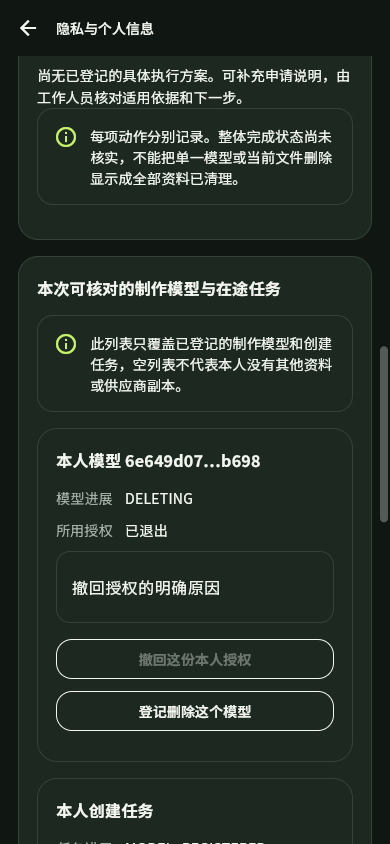 隐私与个人信息
尚无已登记的具体执行方案。可补充申请说明，由
工作人员核对适用依据和下一步。
每项动作分别记录。整体完成状态尚未
核实，不能把单一模型或当前文件删除
显示成全部资料已清理。
本次可核对的制作模型与在途任务
此列表只覆盖已登记的制作模型和创建
任务，空列表不代表本人没有其他资料
或供应商副本。
本人模型 6e649d07...b698
模型进展 DELETING
所用授权 已退出
撤回授权的明确原因
撤回这份本人授权
登记删除这个模型
本人创建任务